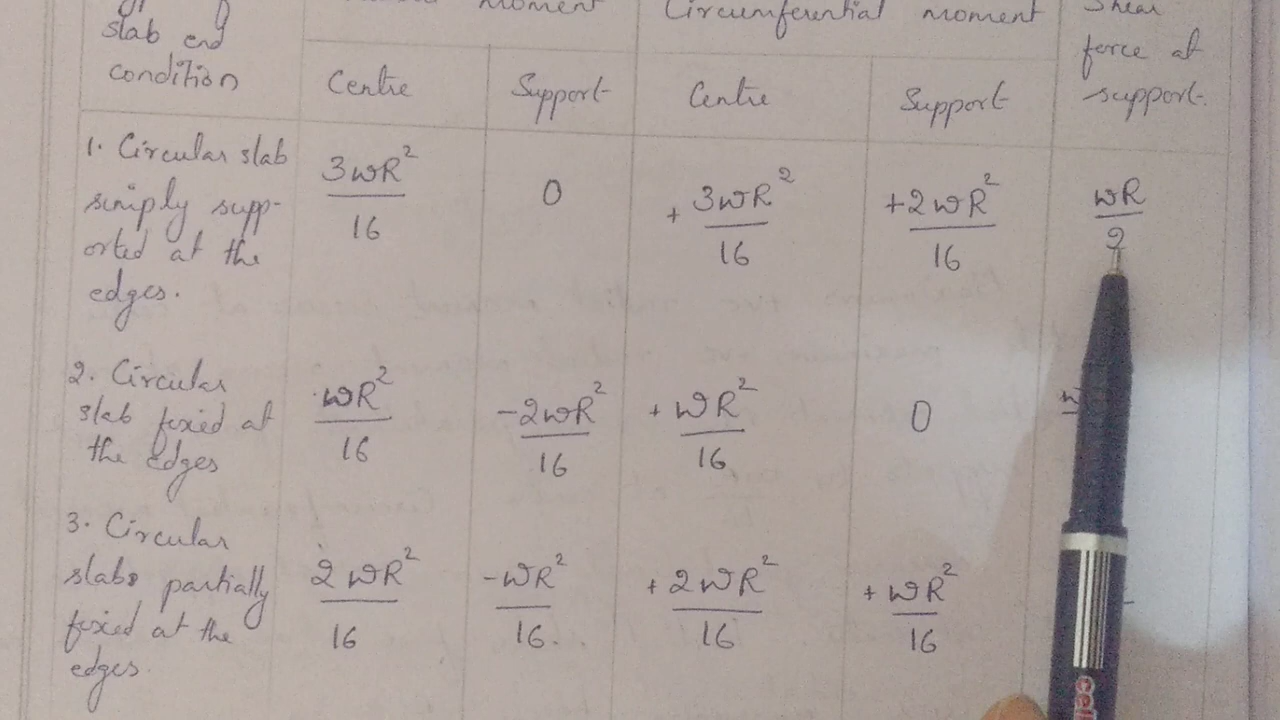 slab end
condition
moment
Circumferential moment
Shear
force at
support.
Centre
Support
Centre
Support
1. Circular slab
simply supp-
orted at the
edges.
3wR²
16
0
+ 3wR²
16
+2wR²
16
wR
2
2. Circular
slab fixed at
the edges
wR²
16
-2wR²
16
+ wR²
16
0
w
3. Circular
slabs partially
fixed at the
edges.
2wR²
16
-wR²
16.
+ 2wR²
16
+ wR²
16
cell